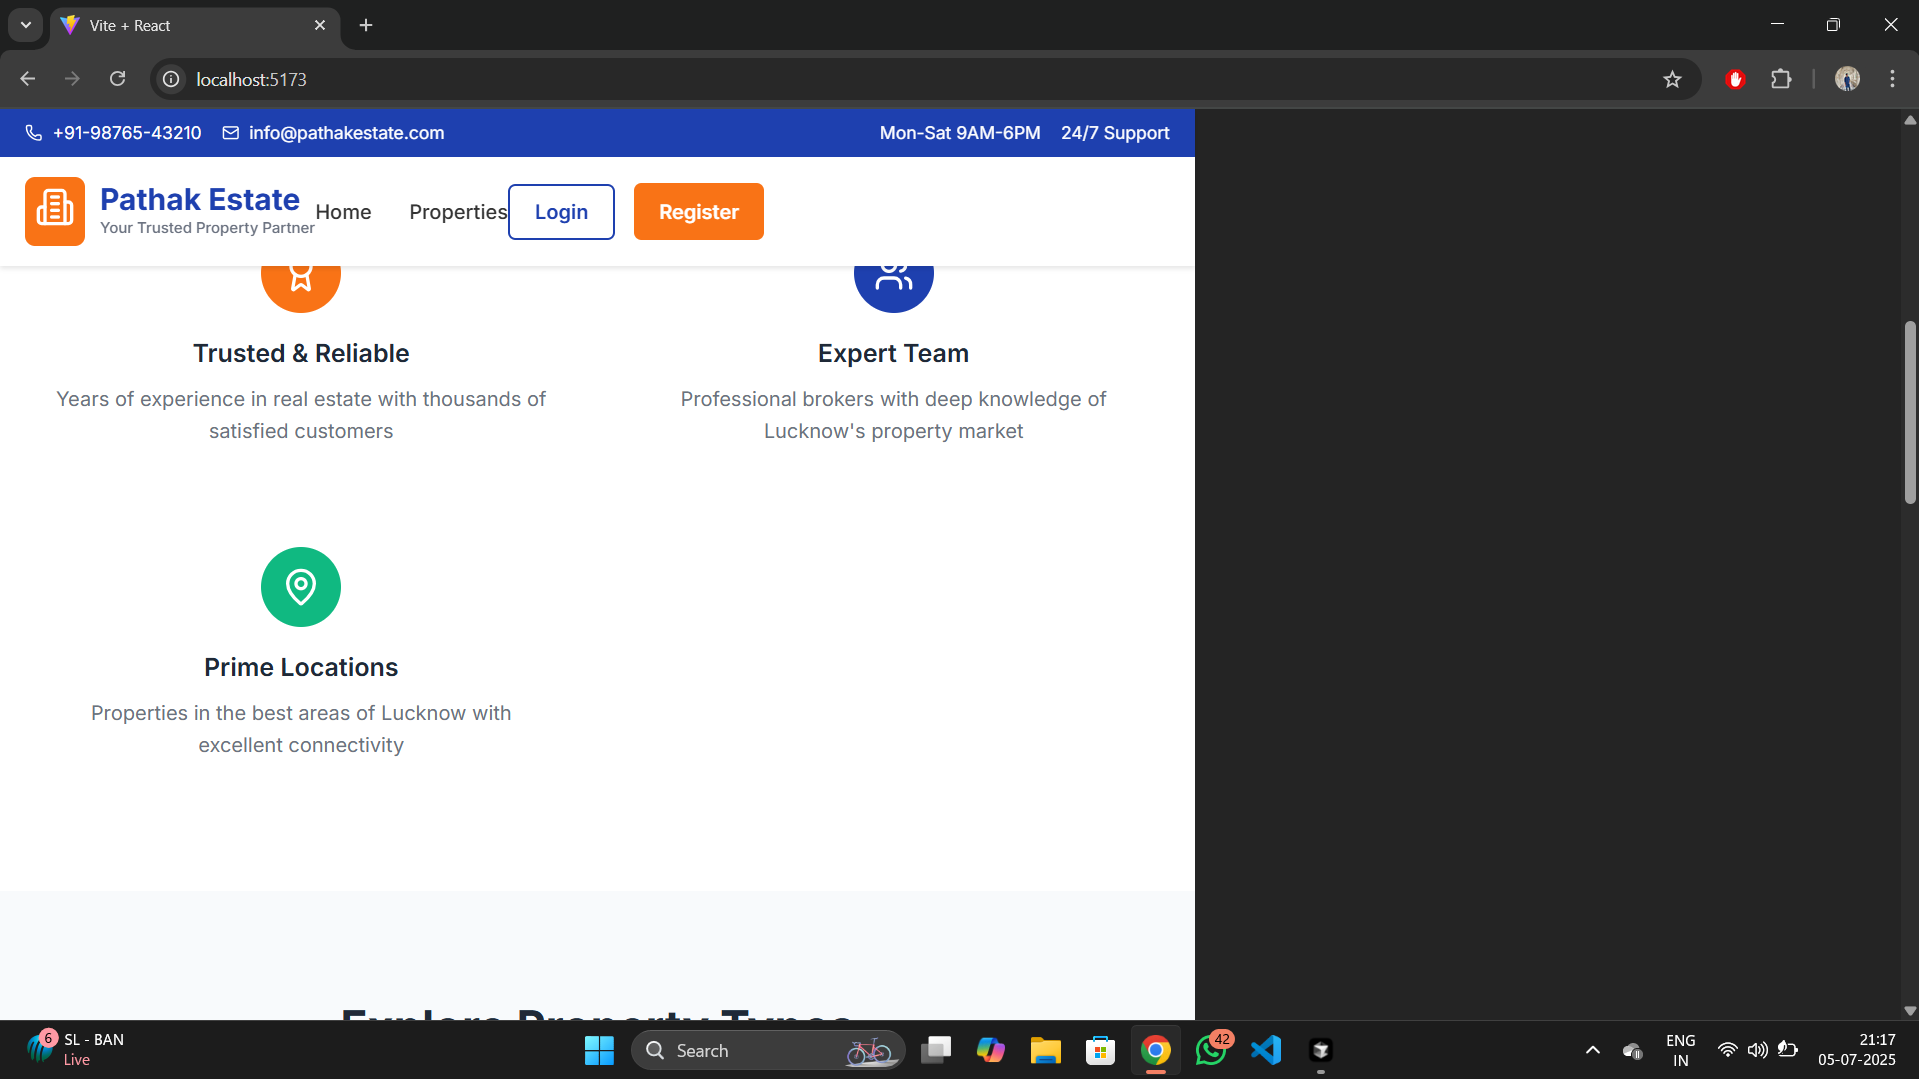 Vite + React
localhost:5173
+91-98765-43210 info@pathakestate.com Mon-Sat 9AM-6PM 24/7 Support
Pathak Estate
Your Trusted Property Partner
Home Properties Login Register
Trusted & Reliable
Years of experience in real estate with thousands of
satisfied customers
Expert Team
Professional brokers with deep knowledge of
Lucknow's property market
Prime Locations
Properties in the best areas of Lucknow with
excellent connectivity
Explore Property Types
6
SL - BAN
Live
Search
42
ENG
IN
21:17
05-07-2025